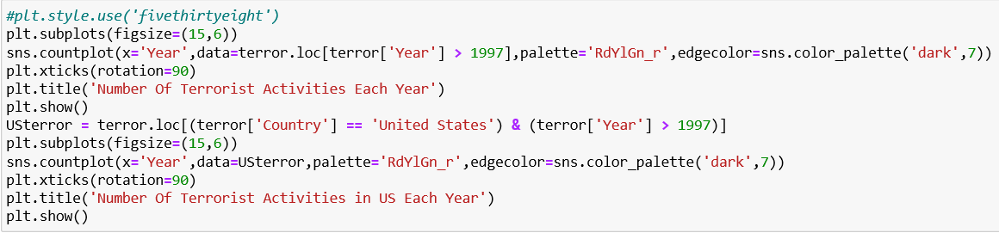 #plt.style.use('fivethirtyeight')
plt.subplots(figsize=(15,6))
sns.countplot(x='Year',data=terror.loc[terror['Year'] > 1997],palette='RdYlGn_r',edgecolor=sns.color_palette('dark',7))
plt.xticks(rotation=90)
plt.title('Number Of Terrorist Activities Each Year')
plt.show()
USterror = terror.loc[(terror['Country'] == 'United States') & (terror['Year'] > 1997)]
plt.subplots(figsize=(15,6))
sns.countplot(x='Year',data=USterror,palette='RdYlGn_r',edgecolor=sns.color_palette('dark',7))
plt.xticks(rotation=90)
plt.title('Number Of Terrorist Activities in US Each Year')
plt.show()